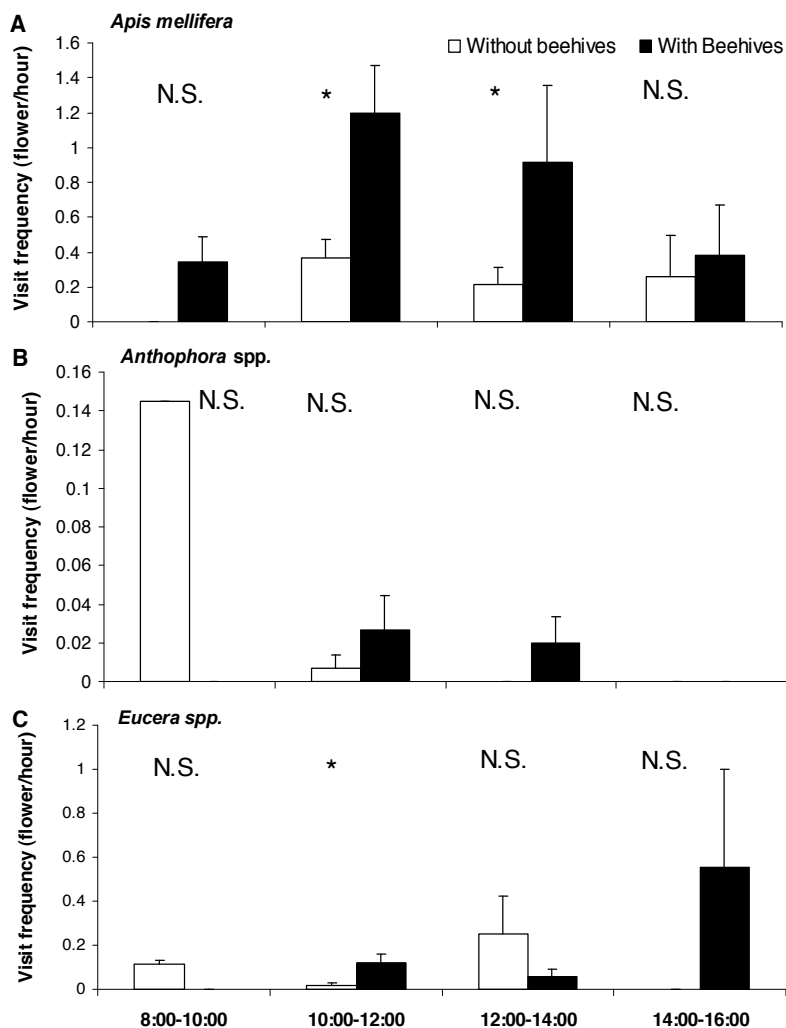 A
Apis mellifera
Without beehives With Beehives
Visit frequency (flower/hour)
1.6
1.4
1.2
1
0.8
0.6
0.4
0.2
0
N.S. * * N.S.
B
Anthophora spp.
Visit frequency (flower/hour)
0.16
0.14
0.12
0.1
0.08
0.06
0.04
0.02
0
N.S. N.S. N.S. N.S.
C
Eucera spp.
Visit frequency (flower/hour)
1.2
1
0.8
0.6
0.4
0.2
0
N.S. * N.S. N.S.
8:00-10:00 10:00-12:00 12:00-14:00 14:00-16:00